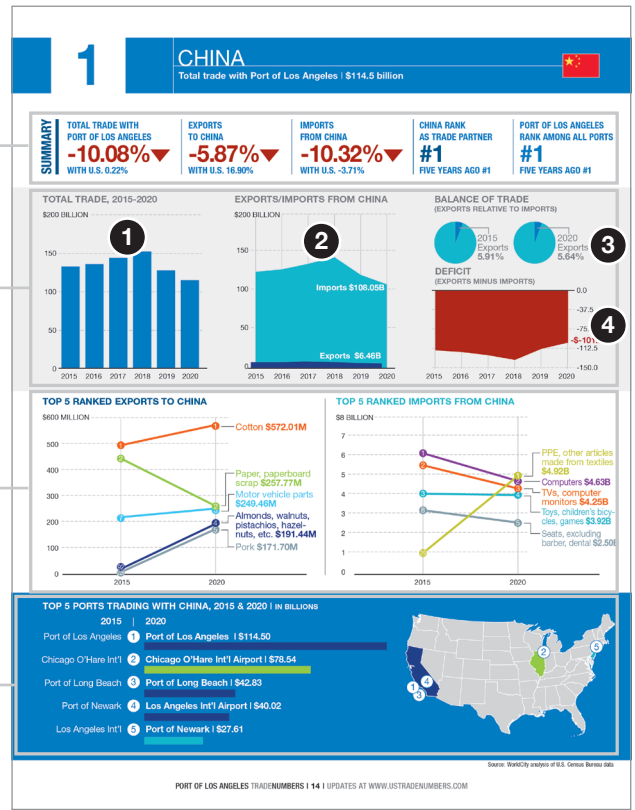 1
CHINA
Total trade with Port of Los Angeles | $114.5 billion
SUMMARY
TOTAL TRADE WITH
PORT OF LOS ANGELES
-10.08%
WITH U.S. 0.22%
EXPORTS
TO CHINA
-5.87%
WITH U.S. 16.90%
IMPORTS
FROM CHINA
-10.32%
WITH U.S. -3.71%
CHINA RANK
AS TRADE PARTNER
#1
FIVE YEARS AGO #1
PORT OF LOS ANGELES
RANK AMONG ALL PORTS
#1
FIVE YEARS AGO #1
TOTAL TRADE, 2015-2020
$200 BILLION
150
100
50
0
2015 2016 2017 2018 2019 2020
1
EXPORTS/IMPORTS FROM CHINA
$200 BILLION
150
100
50
0
2
Imports $108.05B
Exports $6.46B
2015 2016 2017 2018 2019 2020
BALANCE OF TRADE
(EXPORTS RELATIVE TO IMPORTS)
2015
Exports
5.91%
2020
Exports
5.64%
3
DEFICIT
(EXPORTS MINUS IMPORTS)
0.0
-37.5
-75
-$-101
-112.5
-150.0
4
2015 2016 2017 2018 2019 2020
TOP 5 RANKED EXPORTS TO CHINA
$600 MILLION
500
400
300
200
100
0
2015 2020
1 1 Cotton $572.01M
2 2 Paper, paperboard
scrap $257.77M
Motor vehicle parts
$249.46M
4 Almonds, walnuts,
pistachios, hazel-
nuts, etc. $191.44M
Pork $171.70M
TOP 5 RANKED IMPORTS FROM CHINA
$8 BILLION
7
6
5
4
3
2
1
0
2015 2020
PPE, other articles
made from textiles
$4.92B
Computers $4.63B
TVs, computer
monitors $4.25B
Toys, children's bicy-
cles, games $3.92B
Seats, excluding
barber, dental $2.50B
TOP 5 PORTS TRADING WITH CHINA, 2015 & 2020 | IN BILLIONS
2015 | 2020
Port of Los Angeles 1 Port of Los Angeles | $114.50
Chicago O'Hare Int'l 2 Chicago O'Hare Int'l Airport | $78.54
Port of Long Beach 3 Port of Long Beach | $42.83
Port of Newark 4 Los Angeles Int'l Airport | $40.02
Los Angeles Int'l 5 Port of Newark | $27.61
1
3
4
2
5
Source: WorldCity analysis of U.S. Census Bureau data
PORT OF LOS ANGELES TRADENUMBERS | 14 | UPDATES AT WWW.USTRADENUMBERS.COM